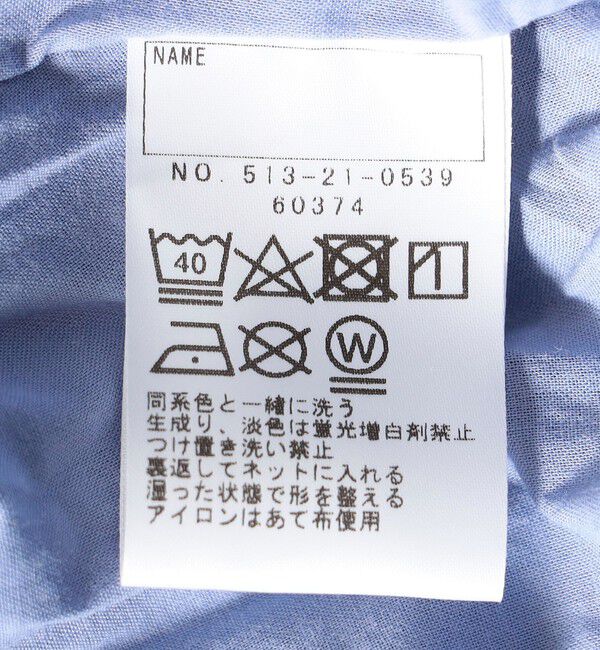 NAME
NO. 513-21-0539
60374
40
W
同系色と一緒に洗う
生成り、淡色は蛍光増白剤禁止
つけ置き洗い禁止
裏返してネットに入れる
湿った状態で形を整える
アイロンはあて布使用